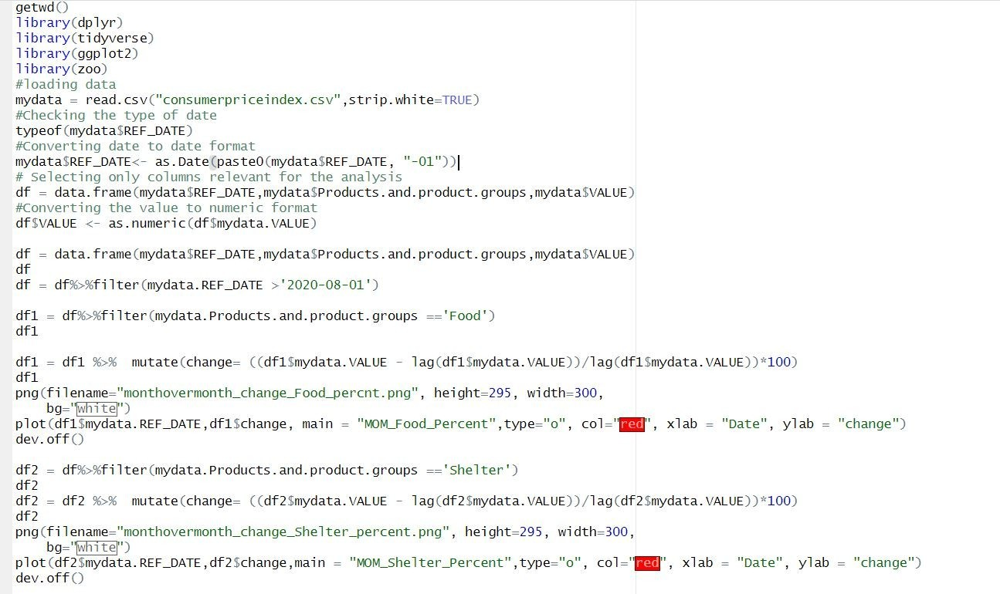 getwd()
library(dplyr)
library(tidyverse)
library(ggplot2)
library(zoo)
#loading data
mydata = read.csv("consumerpriceindex.csv",strip.white=TRUE)
#Checking the type of date
typeof(mydata$REF_DATE)
#Converting date to date format
mydata$REF_DATE<- as.Date(paste0(mydata$REF_DATE, "-01"))
# Selecting only columns relevant for the analysis
df = data.frame(mydata$REF_DATE,mydata$Products.and.product.groups,mydata$VALUE)
#Converting the value to numeric format
df$VALUE <- as.numeric(df$mydata.VALUE)
df = data.frame(mydata$REF_DATE,mydata$Products.and.product.groups,mydata$VALUE)
df
df = df%>%filter(mydata.REF_DATE >'2020-08-01')
df1 = df%>%filter(mydata.Products.and.product.groups =='Food')
df1
df1 = df1 %>%  mutate(change= ((df1$mydata.VALUE - lag(df1$mydata.VALUE))/lag(df1$mydata.VALUE))*100)
df1
png(filename="monthovermonth_change_Food_percnt.png", height=295, width=300,
    bg="white")
plot(df1$mydata.REF_DATE,df1$change, main = "MOM_Food_Percent",type="o", col="red", xlab = "Date", ylab = "change")
dev.off()
df2 = df%>%filter(mydata.Products.and.product.groups =='Shelter')
df2
df2 = df2 %>%  mutate(change= ((df2$mydata.VALUE - lag(df2$mydata.VALUE))/lag(df2$mydata.VALUE))*100)
df2
png(filename="monthovermonth_change_Shelter_percent.png", height=295, width=300,
    bg="white")
plot(df2$mydata.REF_DATE,df2$change,main = "MOM_Shelter_Percent",type="o", col="red", xlab = "Date", ylab = "change")
dev.off()